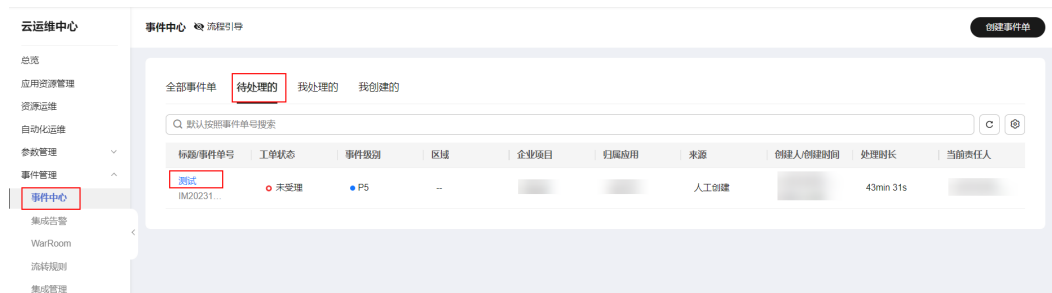 云运维中心
事件中心 流程引导
创建事件单
总览
应用资源管理
资源运维
自动化运维
参数管理
事件管理
事件中心
集成告警
WarRoom
流转规则
集成管理
全部事件单 待处理的 我处理的 我创建的
默认按照事件单号搜索
标题/事件单号 工单状态 事件级别 区域 企业项目 归属应用 来源 创建人/创建时间 处理时长 当前责任人
测试 未受理 P5 -- 人工创建 43min 31s
IM20231...